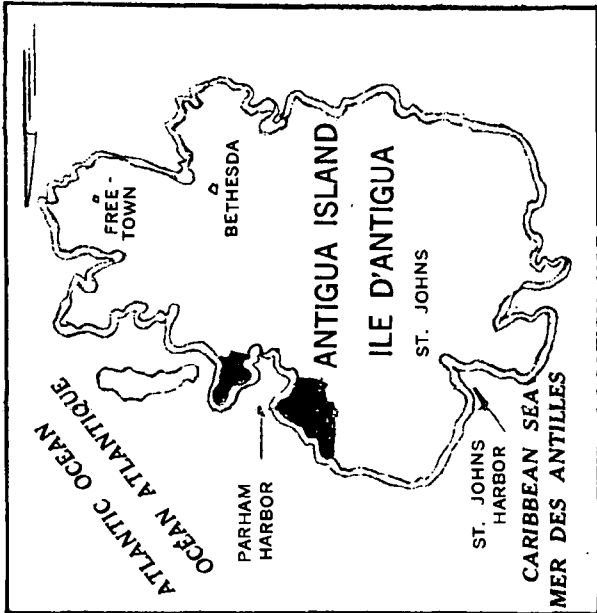 FREE-
TOWN
BETHESDA
ANTIGUA ISLAND
ILE D'ANTIGUA
ST. JOHNS
ATLANTIC OCEAN
OCÉAN ATLANTIQUE
PARHAM
HARBOR
ST. JOHNS
HARBOR
CARIBBEAN SEA
MER DES ANTILLES